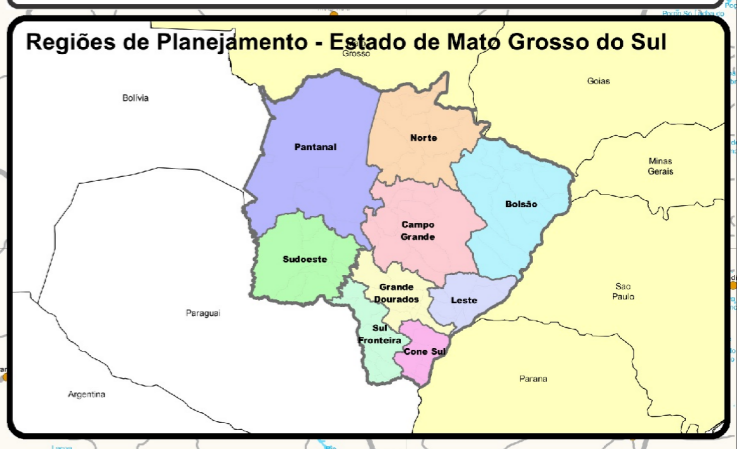 Regiões de Planejamento - Estado de Mato Grosso do Sul
Grosso
Bolívia
Goias
Pantanal
Norte
Minas
Gerais
Bolsão
Campo
Grande
Sudoeste
Grande
Dourados
Leste
Sao
Paulo
Paraguai
Sul
Fronteira
Cone Sul
Parana
Argentina